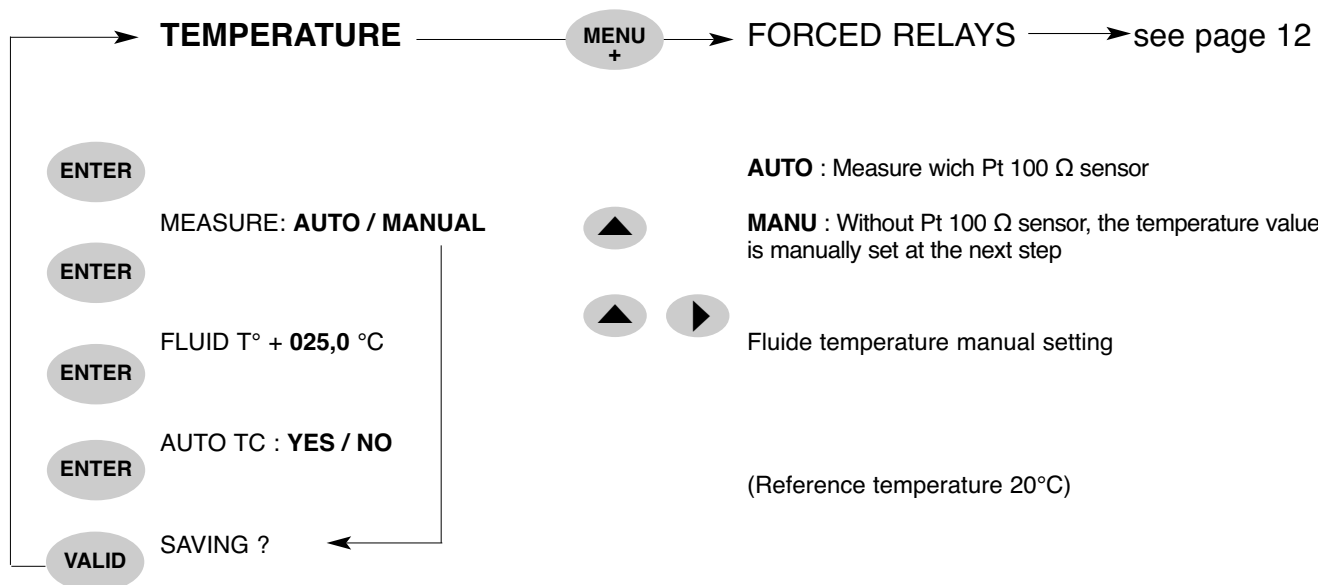 TEMPERATURE MENU + FORCED RELAYS see page 12
ENTER AUTO : Measure wich Pt 100 Ω sensor
MEASURE: AUTO / MANUAL MANU : Without Pt 100 Ω sensor, the temperature value
is manually set at the next step
ENTER
FLUID T° + 025,0 °C Fluide temperature manual setting
ENTER
AUTO TC : YES / NO
ENTER
(Reference temperature 20°C)
SAVING ?
VALID